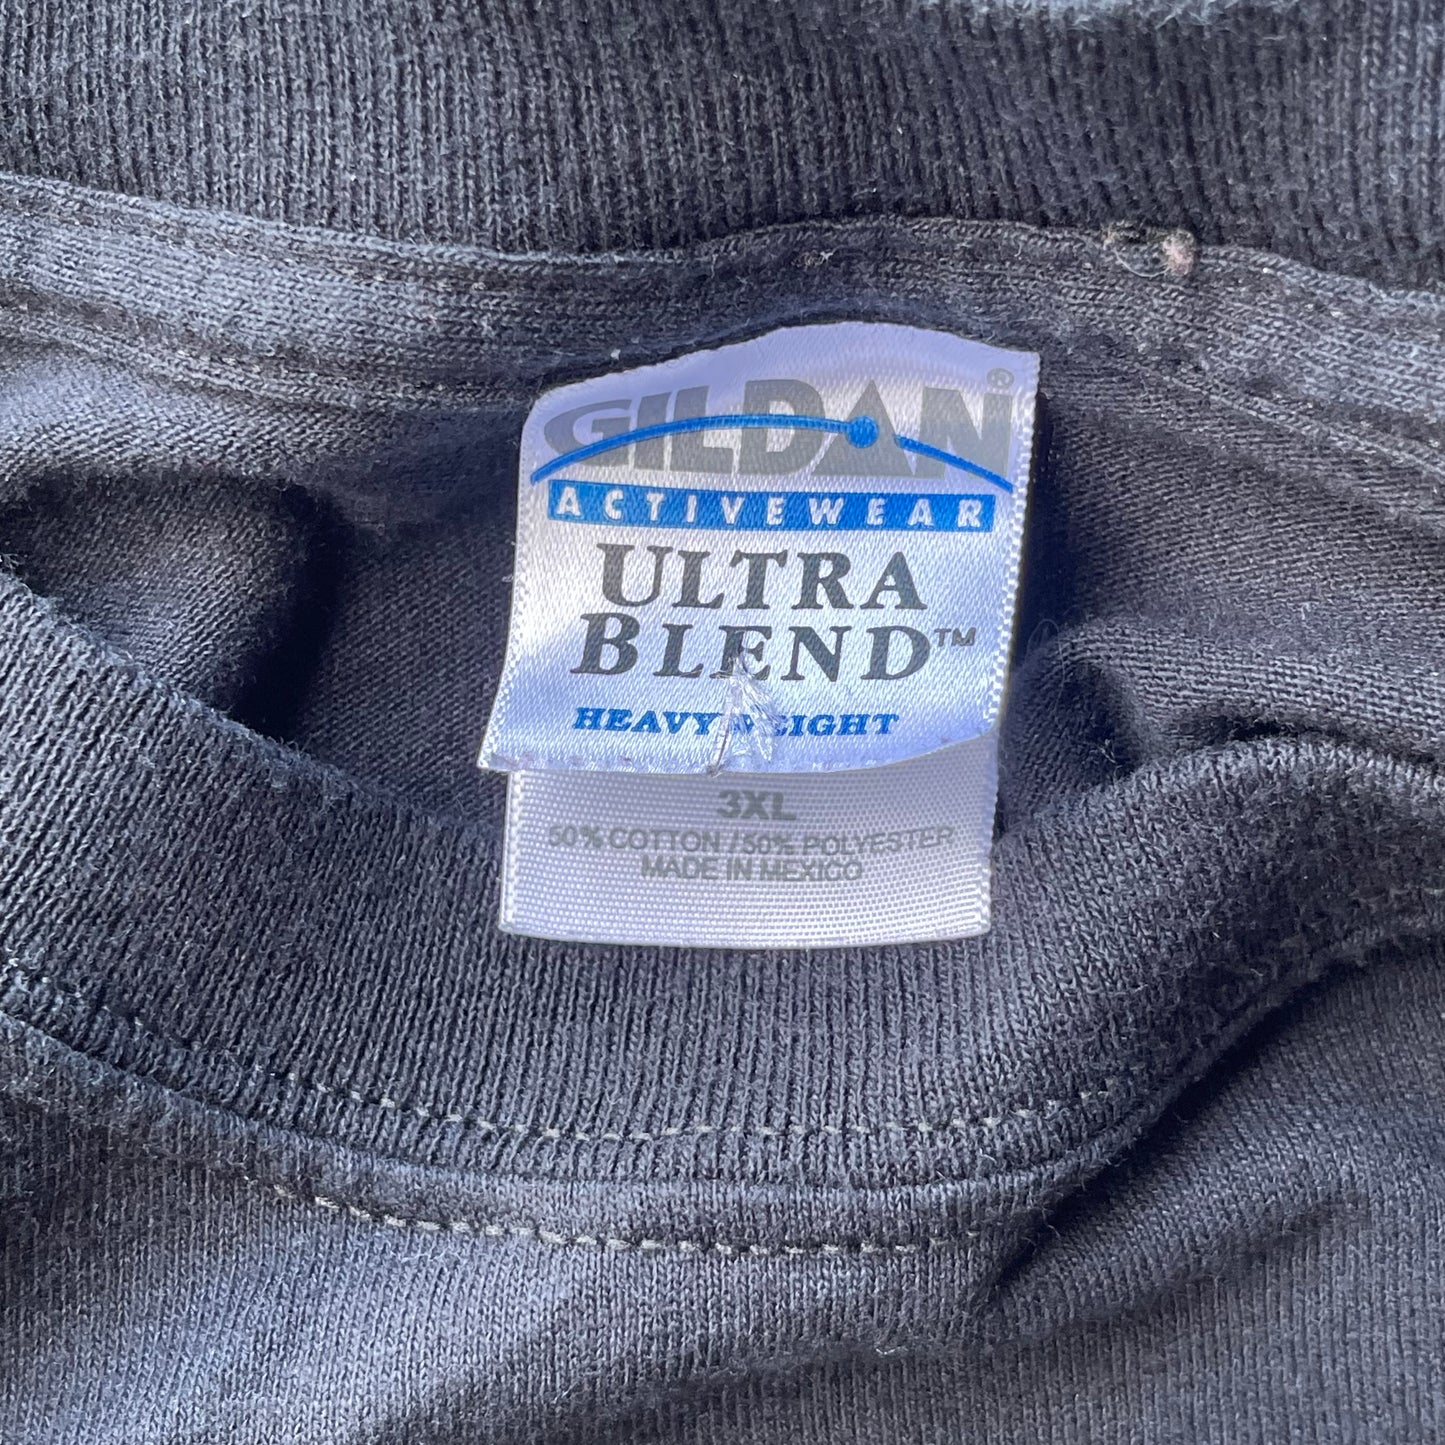 GILDAN®
ACTIVEWEAR
ULTRA
BLEND™
HEAVYWEIGHT
3XL
50% COTTON / 50% POLYESTER
MADE IN MEXICO